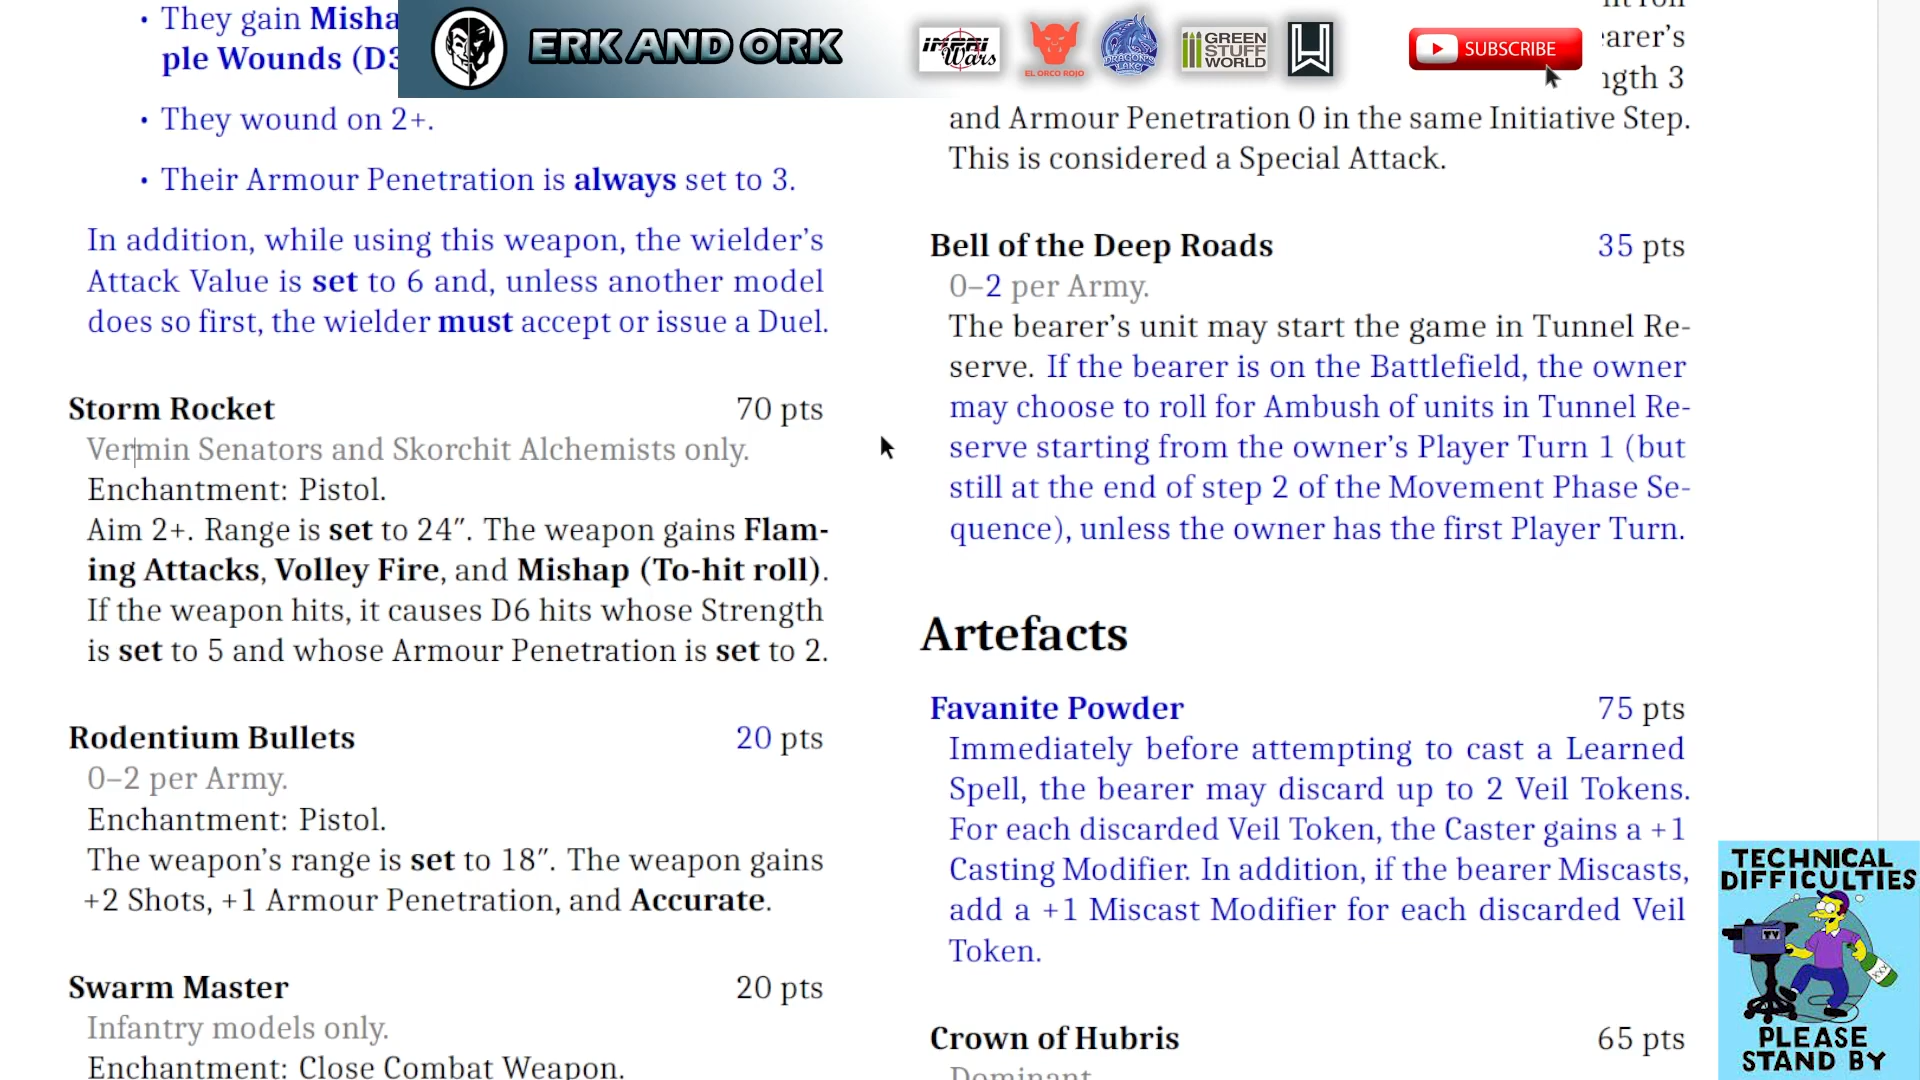 • They gain Misha
ple Wounds (D3
• They wound on 2+.
• Their Armour Penetration is always set to 3.
In addition, while using this weapon, the wielder's
Attack Value is set to 6 and, unless another model
does so first, the wielder must accept or issue a Duel.
Storm Rocket 70 pts
Vermin Senators and Skorchit Alchemists only.
Enchantment: Pistol.
Aim 2+. Range is set to 24″. The weapon gains Flam-
ing Attacks, Volley Fire, and Mishap (To-hit roll).
If the weapon hits, it causes D6 hits whose Strength
is set to 5 and whose Armour Penetration is set to 2.
Rodentium Bullets 20 pts
0–2 per Army.
Enchantment: Pistol.
The weapon's range is set to 18″. The weapon gains
+2 Shots, +1 Armour Penetration, and Accurate.
Swarm Master 20 pts
Infantry models only.
Enchantment: Close Combat Weapon.
ERK AND ORK
Wars
EL ORCO ROJO
DRAGON'S LAKE
GREEN STUFF WORLD
SUBSCRIBE
earer's
ngth 3
and Armour Penetration 0 in the same Initiative Step.
This is considered a Special Attack.
Bell of the Deep Roads 35 pts
0–2 per Army.
The bearer's unit may start the game in Tunnel Re-
serve. If the bearer is on the Battlefield, the owner
may choose to roll for Ambush of units in Tunnel Re-
serve starting from the owner's Player Turn 1 (but
still at the end of step 2 of the Movement Phase Se-
quence), unless the owner has the first Player Turn.
Artefacts
Favanite Powder 75 pts
Immediately before attempting to cast a Learned
Spell, the bearer may discard up to 2 Veil Tokens.
For each discarded Veil Token, the Caster gains a +1
Casting Modifier. In addition, if the bearer Miscasts,
add a +1 Miscast Modifier for each discarded Veil
Token.
Crown of Hubris 65 pts
Dominant
TECHNICAL
DIFFICULTIES
TV
XXX
PLEASE
STAND BY